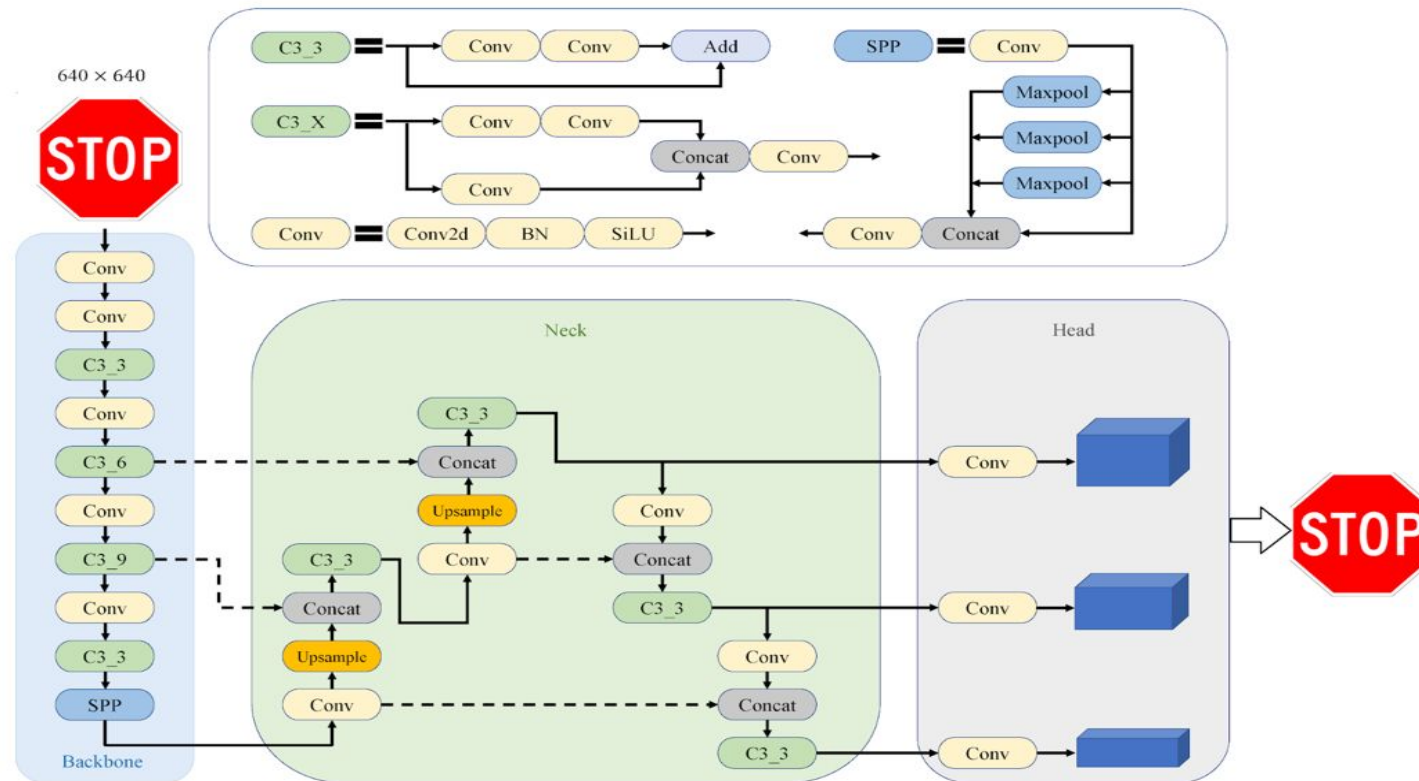 C3_3 Conv Conv Add SPP Conv
640 × 640
STOP
Maxpool
C3_X Conv Conv
Maxpool
Concat Conv
Conv
Maxpool
Conv Conv2d BN SiLU Conv Concat
Conv
Conv
C3_3
Conv
C3_6
Conv
C3_9
Conv
C3_3
SPP
Backbone
Neck
C3_3
Concat
Upsample
Conv
C3_3
Concat
Upsample
Conv
Conv
Concat
C3_3
Conv
Concat
C3_3
Head
Conv
Conv
Conv
STOP